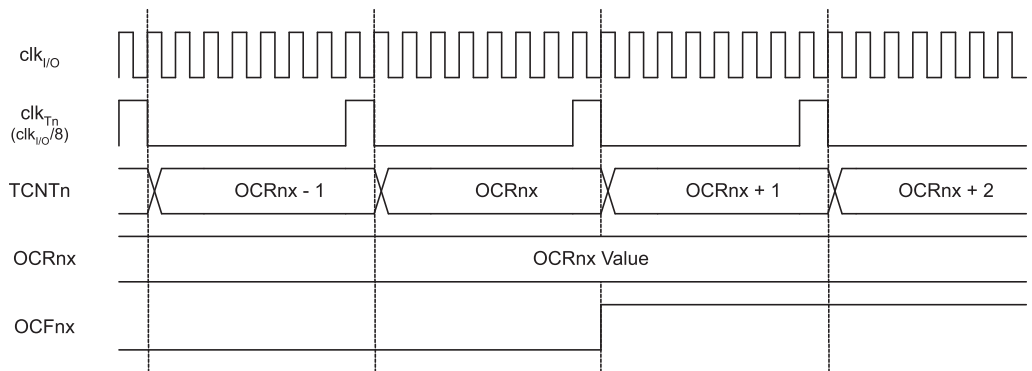 clkI/O
clkTn
(clkI/O/8)
TCNTn OCRnx - 1 OCRnx OCRnx + 1 OCRnx + 2
OCRnx OCRnx Value
OCFnx